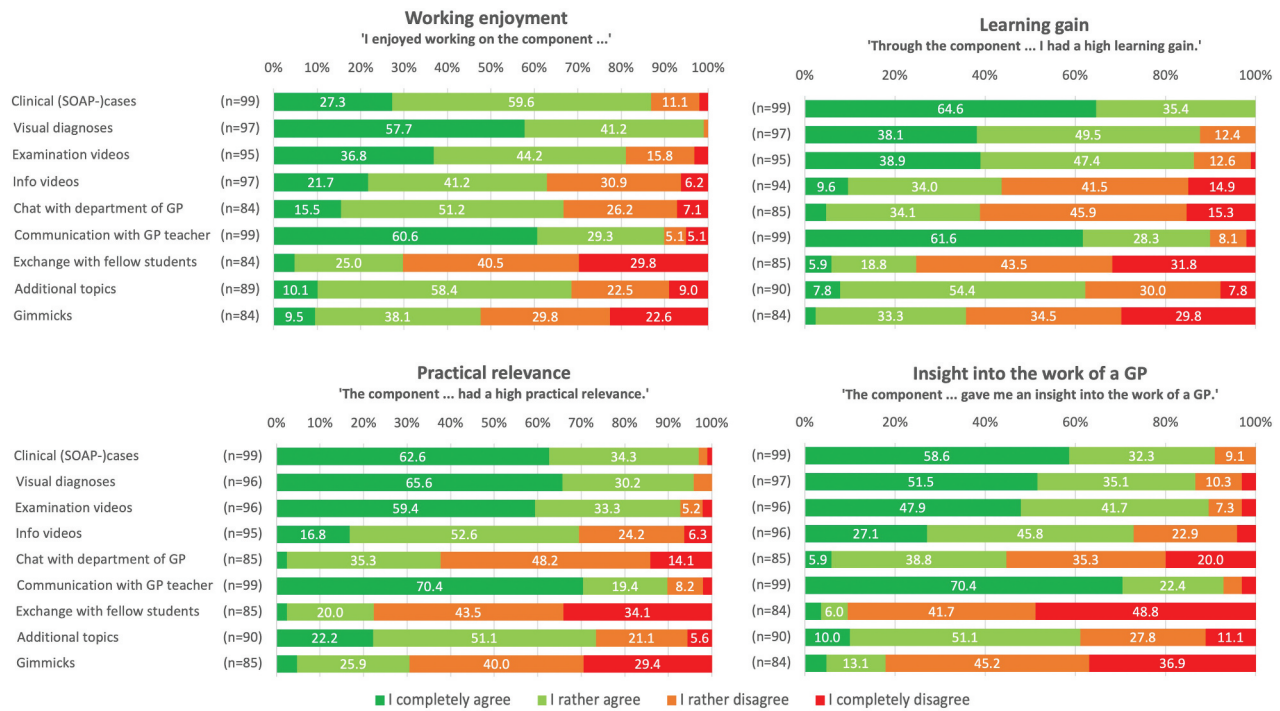 Working enjoyment
'I enjoyed working on the component ...'
0% 10% 20% 30% 40% 50% 60% 70% 80% 90% 100%
Clinical (SOAP-)cases (n=99) 27.3 59.6 11.1
Visual diagnoses (n=97) 57.7 41.2
Examination videos (n=95) 36.8 44.2 15.8
Info videos (n=97) 21.7 41.2 30.9 6.2
Chat with department of GP (n=84) 15.5 51.2 26.2 7.1
Communication with GP teacher (n=99) 60.6 29.3 5.1 5.1
Exchange with fellow students (n=84) 25.0 40.5 29.8
Additional topics (n=89) 10.1 58.4 22.5 9.0
Gimmicks (n=84) 9.5 38.1 29.8 22.6
Learning gain
'Through the component ... I had a high learning gain.'
0% 20% 40% 60% 80% 100%
(n=99) 64.6 35.4
(n=97) 38.1 49.5 12.4
(n=95) 38.9 47.4 12.6
(n=94) 9.6 34.0 41.5 14.9
(n=85) 34.1 45.9 15.3
(n=99) 61.6 28.3 8.1
(n=85) 5.9 18.8 43.5 31.8
(n=90) 7.8 54.4 30.0 7.8
(n=84) 33.3 34.5 29.8
Practical relevance
'The component ... had a high practical relevance.'
0% 10% 20% 30% 40% 50% 60% 70% 80% 90% 100%
Clinical (SOAP-)cases (n=99) 62.6 34.3
Visual diagnoses (n=96) 65.6 30.2
Examination videos (n=96) 59.4 33.3 5.2
Info videos (n=95) 16.8 52.6 24.2 6.3
Chat with department of GP (n=85) 35.3 48.2 14.1
Communication with GP teacher (n=99) 70.4 19.4 8.2
Exchange with fellow students (n=85) 20.0 43.5 34.1
Additional topics (n=90) 22.2 51.1 21.1 5.6
Gimmicks (n=85) 25.9 40.0 29.4
Insight into the work of a GP
'The component ... gave me an insight into the work of a GP.'
0% 20% 40% 60% 80% 100%
(n=99) 58.6 32.3 9.1
(n=97) 51.5 35.1 10.3
(n=96) 47.9 41.7 7.3
(n=96) 27.1 45.8 22.9
(n=85) 5.9 38.8 35.3 20.0
(n=99) 70.4 22.4
(n=84) 6.0 41.7 48.8
(n=90) 10.0 51.1 27.8 11.1
(n=84) 13.1 45.2 36.9
I completely agree I rather agree I rather disagree I completely disagree